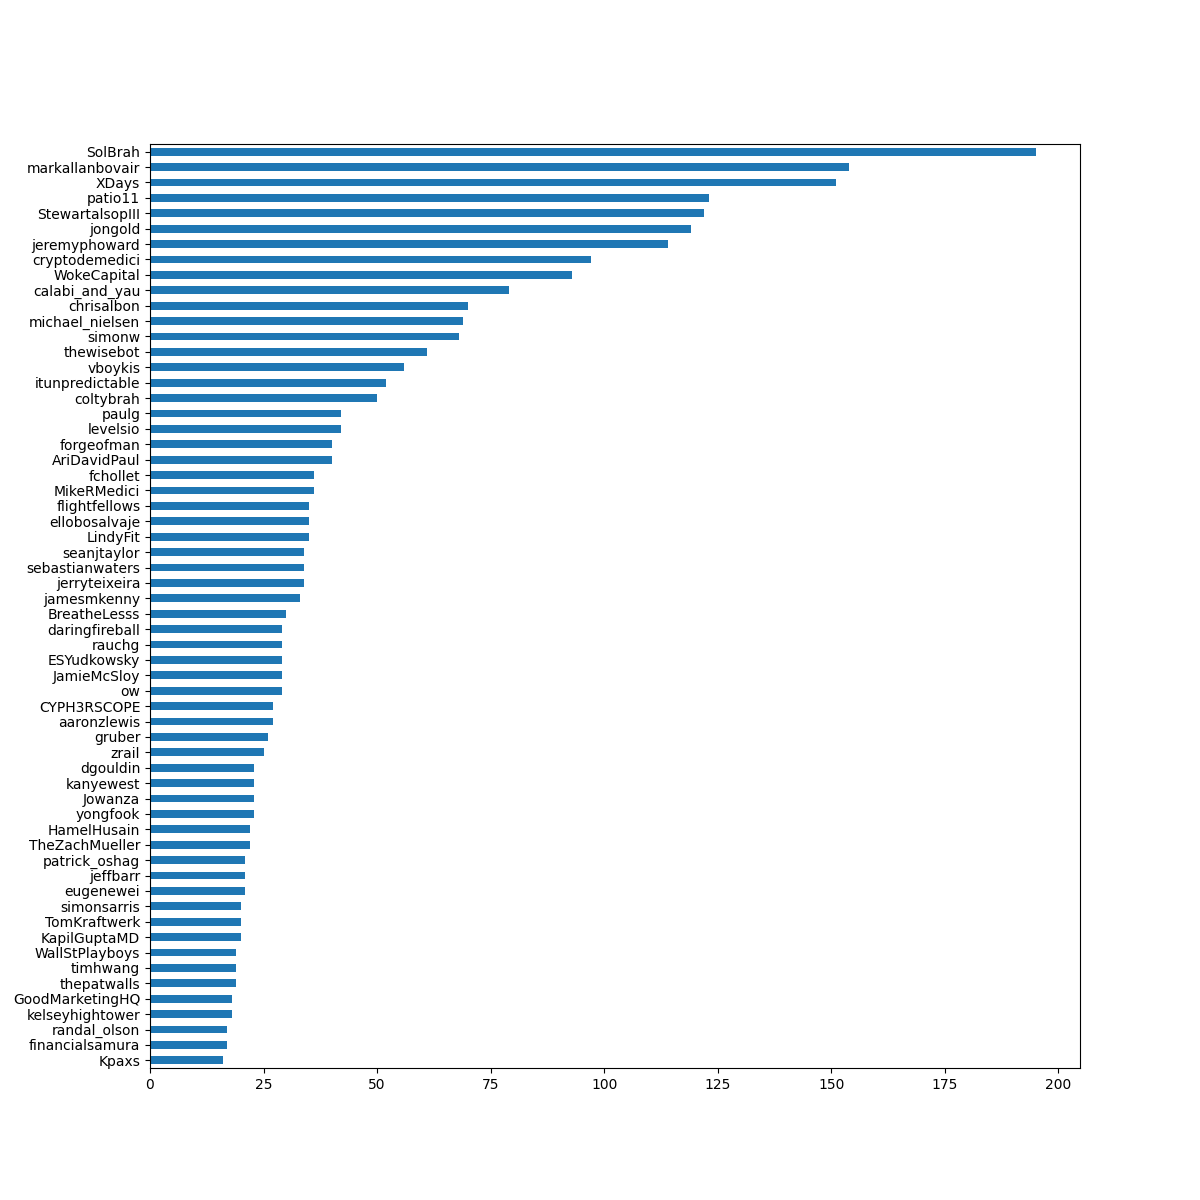 SolBrah
markallanbovair
XDays
patio11
StewartalsopIII
jongold
jeremyphoward
cryptodemedici
WokeCapital
calabi_and_yau
chrisalbon
michael_nielsen
simonw
thewisebot
vboykis
itunpredictable
coltybrah
paulg
levelsio
forgeofman
AriDavidPaul
fchollet
MikeRMedici
flightfellows
ellobosalvaje
LindyFit
seanjtaylor
sebastianwaters
jerryteixeira
jamesmkenny
BreatheLesss
daringfireball
rauchg
ESYudkowsky
JamieMcSloy
ow
CYPH3RSCOPE
aaronzlewis
gruber
zrail
dgouldin
kanyewest
Jowanza
yongfook
HamelHusain
TheZachMueller
patrick_oshag
jeffbarr
eugenewei
simonsarris
TomKraftwerk
KapilGuptaMD
WallStPlayboys
timhwang
thepatwalls
GoodMarketingHQ
kelseyhightower
randal_olson
financialsamura
Kpaxs
0 25 50 75 100 125 150 175 200